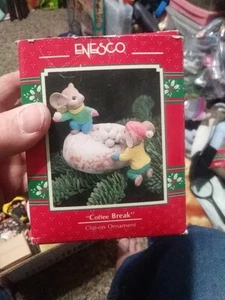 ENESCO.
"Coffee Break"
Clip-on Ornament